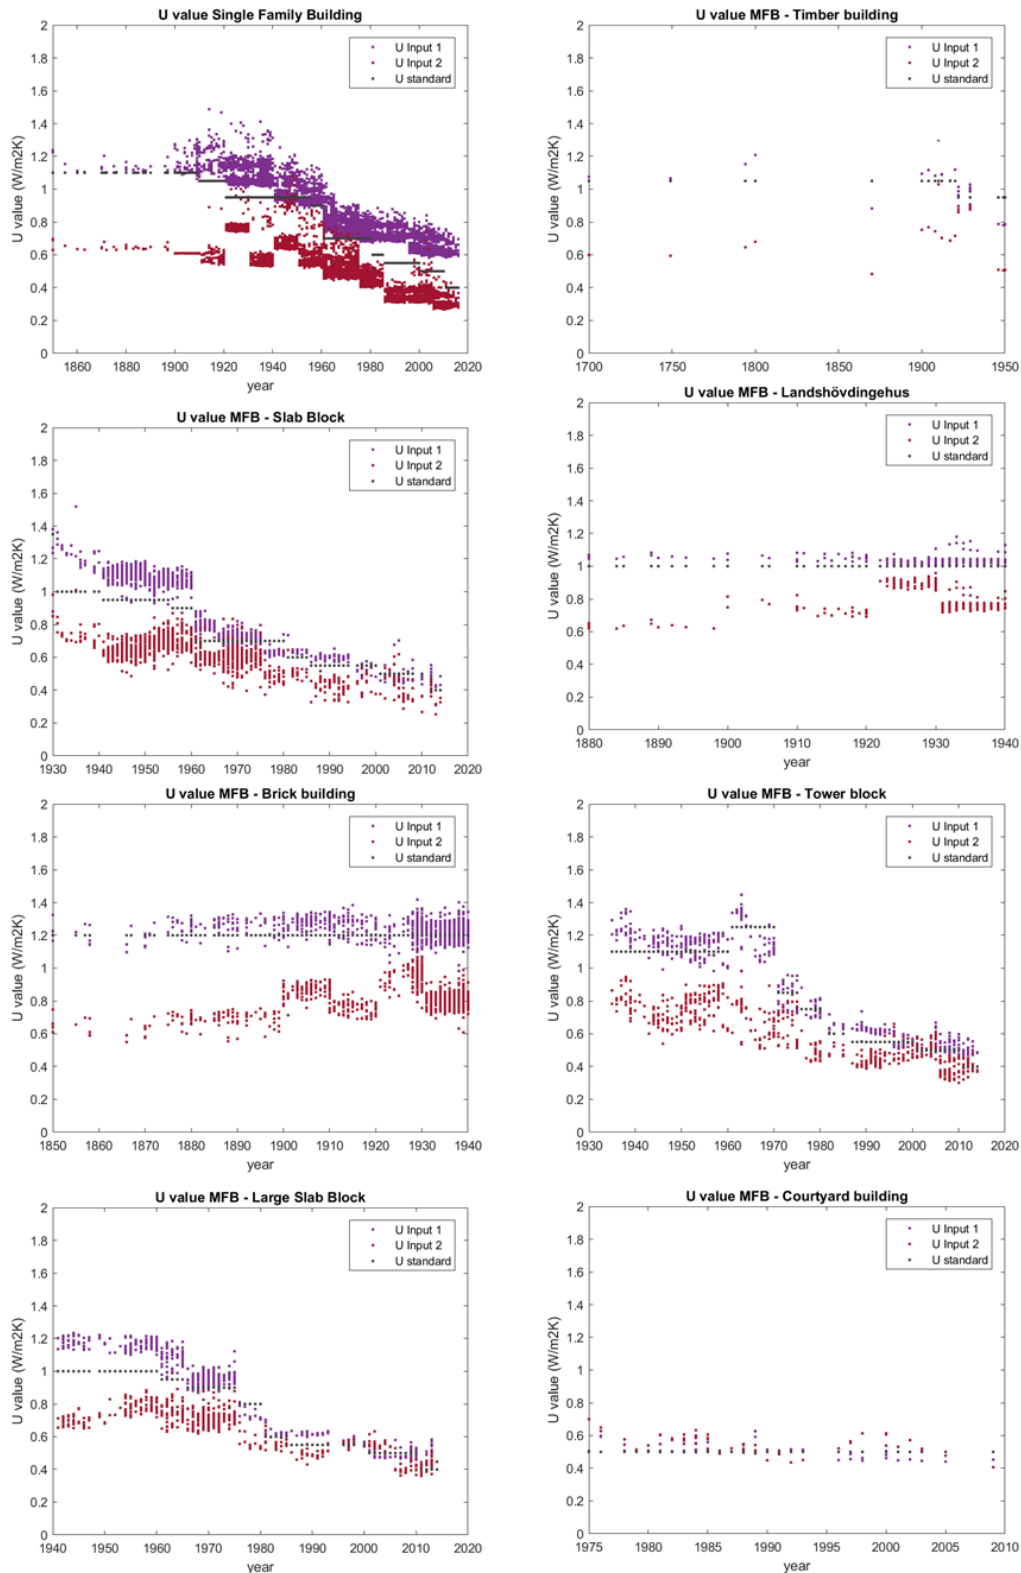 U value Single Family Building
2
1.8
1.6
1.4
1.2
1
0.8
0.6
0.4
0.2
0
U value (W/m2K)
U Input 1
U Input 2
U standard
1860 1880 1900 1920 1940 1960 1980 2000 2020
year
U value MFB - Timber building
2
1.8
1.6
1.4
1.2
1
0.8
0.6
0.4
0.2
0
U value (W/m2K)
U Input 1
U Input 2
U standard
1700 1750 1800 1850 1900 1950
year
U value MFB - Slab Block
2
1.8
1.6
1.4
1.2
1
0.8
0.6
0.4
0.2
0
U value (W/m2K)
U Input 1
U Input 2
U standard
1930 1940 1950 1960 1970 1980 1990 2000 2010 2020
year
U value MFB - Landshövdingehus
2
1.8
1.6
1.4
1.2
1
0.8
0.6
0.4
0.2
0
U value (W/m2K)
U Input 1
U Input 2
U standard
1880 1890 1900 1910 1920 1930 1940
year
U value MFB - Brick building
2
1.8
1.6
1.4
1.2
1
0.8
0.6
0.4
0.2
0
U value (W/m2K)
U Input 1
U Input 2
U standard
1850 1860 1870 1880 1890 1900 1910 1920 1930 1940
year
U value MFB - Tower block
2
1.8
1.6
1.4
1.2
1
0.8
0.6
0.4
0.2
0
U value (W/m2K)
U Input 1
U Input 2
U standard
1930 1940 1950 1960 1970 1980 1990 2000 2010 2020
year
U value MFB - Large Slab Block
2
1.8
1.6
1.4
1.2
1
0.8
0.6
0.4
0.2
0
U value (W/m2K)
U Input 1
U Input 2
U standard
1940 1950 1960 1970 1980 1990 2000 2010 2020
year
U value MFB - Courtyard building
2
1.8
1.6
1.4
1.2
1
0.8
0.6
0.4
0.2
0
U value (W/m2K)
U Input 1
U Input 2
U standard
1975 1980 1985 1990 1995 2000 2005 2010
year